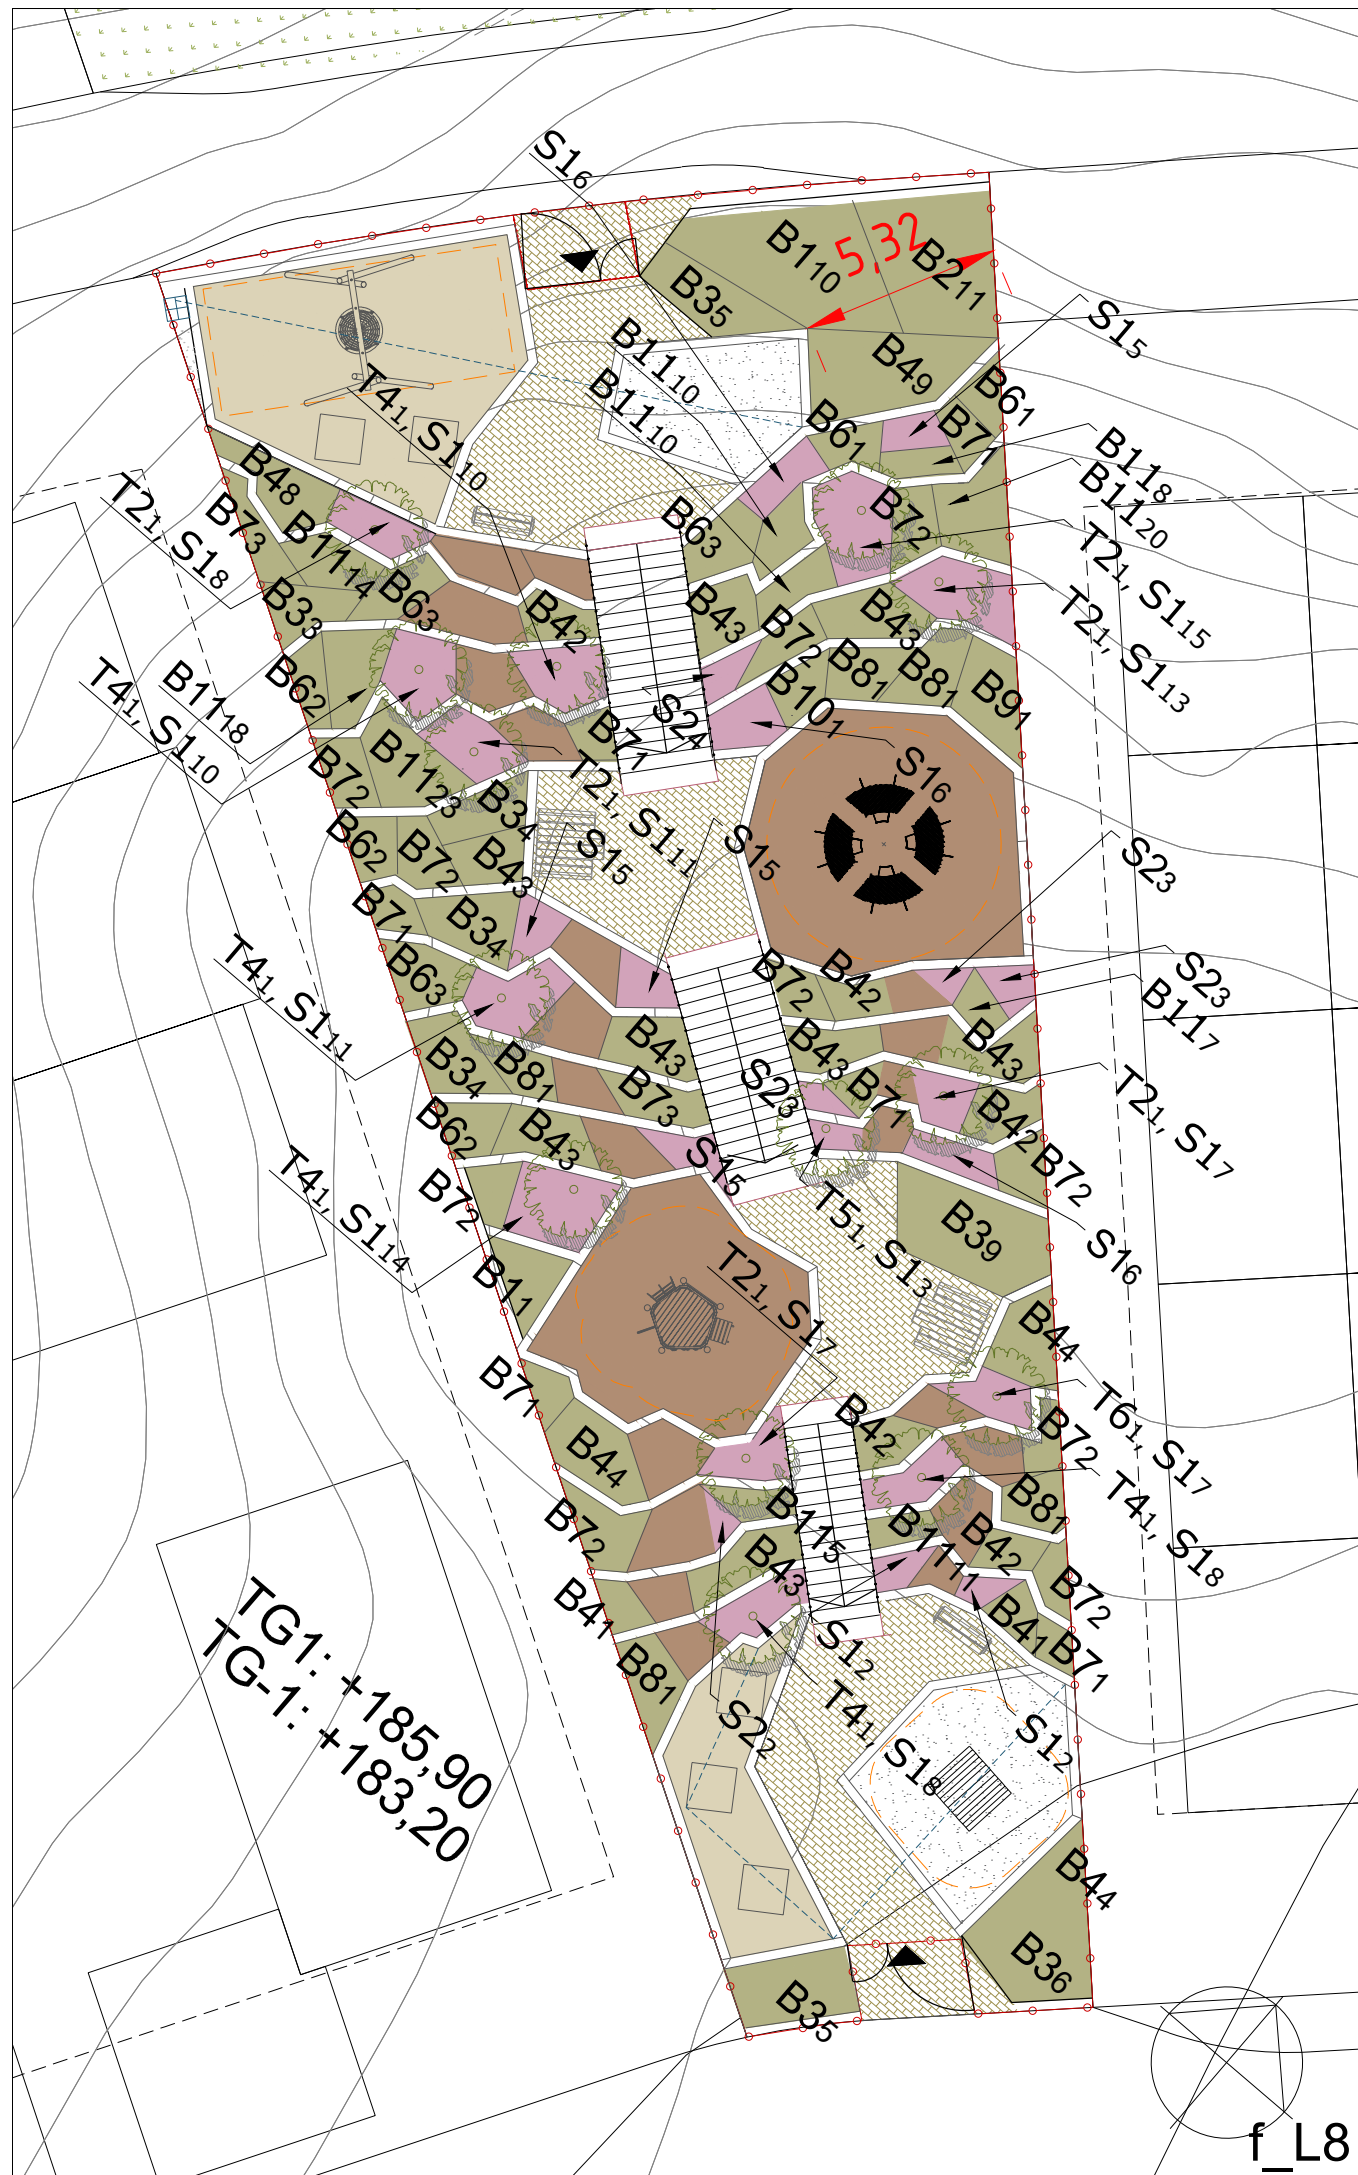 S16
B110
5,32
B211
B35
S15
B1110
B49
B1110
B61
T41, S110
B61
B71
B118
B48
B1120
T21, S18
B73
B1114
B63
B72
T21, S115
B33
B63
B42
B43
B72
B43
T21, S113
B62
B81
B81
B91
T41, S110
B1118
B101
S24
B71
S16
B72
B1123
T21, S111
B34
B62
B72
B43
S15
S15
S23
B71
B34
B72
B42
S23
B63
B117
T41, S111
B43
B43
B43
B34
B81
B73
S23
B71
T21, S17
B62
B43
B42
S15
B72
T41, S114
B72
T51, S13
B39
S16
B11
T21, S17
B44
B71
B42
T61, S17
B72
B44
B81
T41, S18
B72
B115
B1111
B42
B43
B72
B41
B41
B71
S12
B81
TG1: +185,90
TG-1: +183,20
S22
T41, S18
S12
B44
B36
B35
f_L8